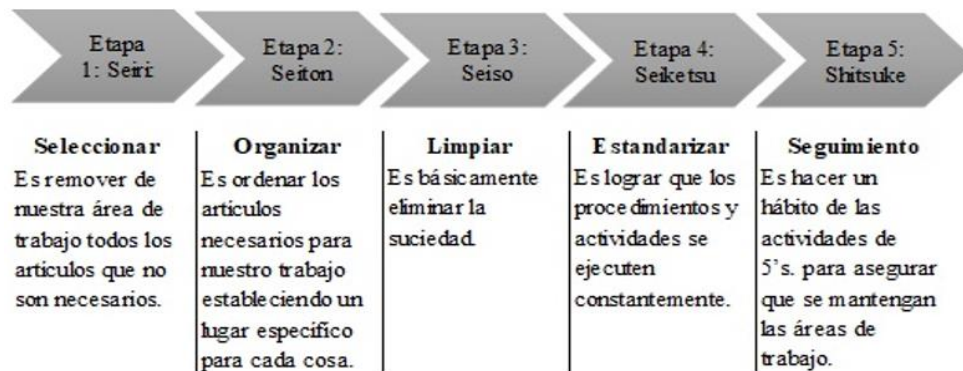 Etapa
1: Seiri:
Etapa 2:
Seiton
Etapa 3:
Seiso
Etapa 4:
Seiketsu
Etapa 5:
Shitsuke
Seleccionar
Es remover de
nuestra área de
trabajo todos los
artículos que no
son necesarios.
Organizar
Es ordenar los
artículos
necesarios para
nuestro trabajo
estableciendo un
lugar específico
para cada cosa.
Limpiar
Es básicamente
eliminar la
suciedad.
Estandarizar
Es lograr que los
procedimientos y
actividades se
ejecuten
constantemente.
Seguimiento
Es hacer un
hábito de las
actividades de
5's. para asegurar
que se mantengan
las áreas de
trabajo.